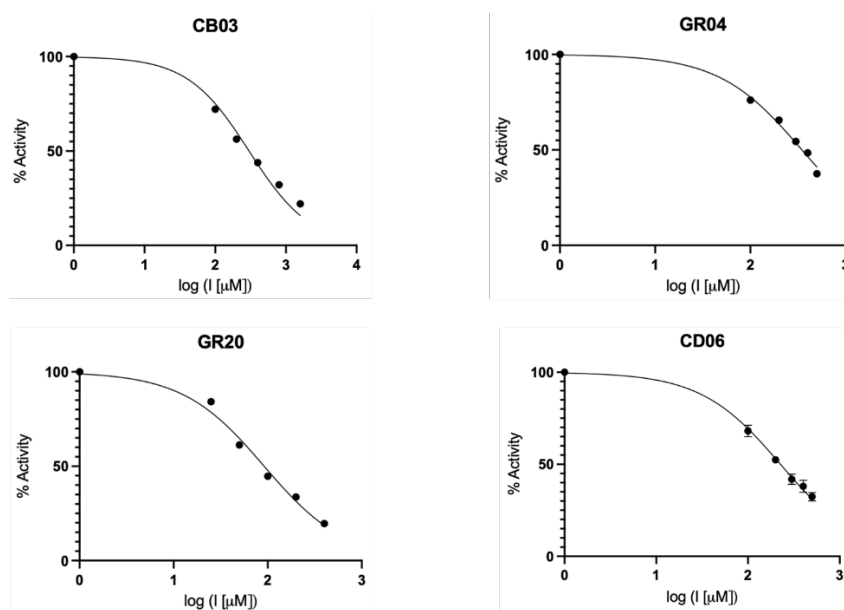 CB03
100
50
0
% Activity
0 1 2 3 4
log (I [μM])
GR04
100
50
0
% Activity
0 1 2 3
log (I [μM])
GR20
100
50
0
% Activity
0 1 2 3
log (I [μM])
CD06
100
50
0
% Activity
0 1 2 3
log (I [μM])